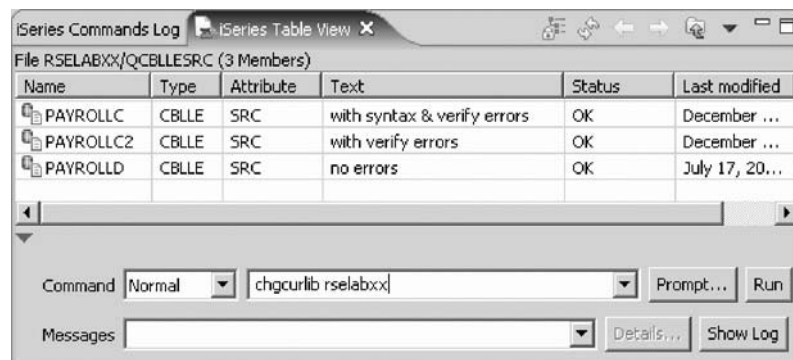 iSeries Commands Log iSeries Table View
File RSELABXX/QCBLLESRC (3 Members)
Name Type Attribute Text Status Last modified
PAYROLLC CBLLE SRC with syntax & verify errors OK December ...
PAYROLLC2 CBLLE SRC with verify errors OK December ...
PAYROLLD CBLLE SRC no errors OK July 17, 20...
Command Normal chgcurlib rselabxx Prompt... Run
Messages Details... Show Log